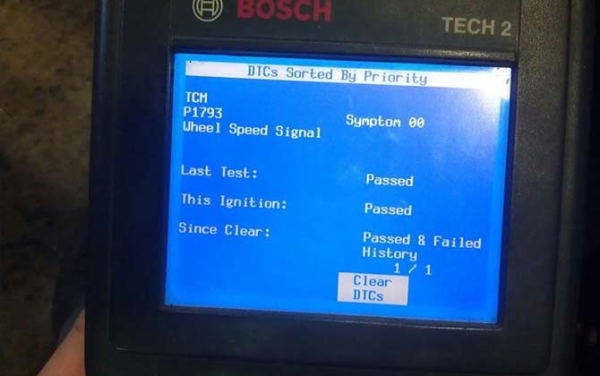 BOSCH
TECH 2
DTCs Sorted By Priority
TCM
P1793 Symptom 00
Wheel Speed Signal
Last Test: Passed
This Ignition: Passed
Since Clear: Passed & Failed
History
1 / 1
Clear
DTCs